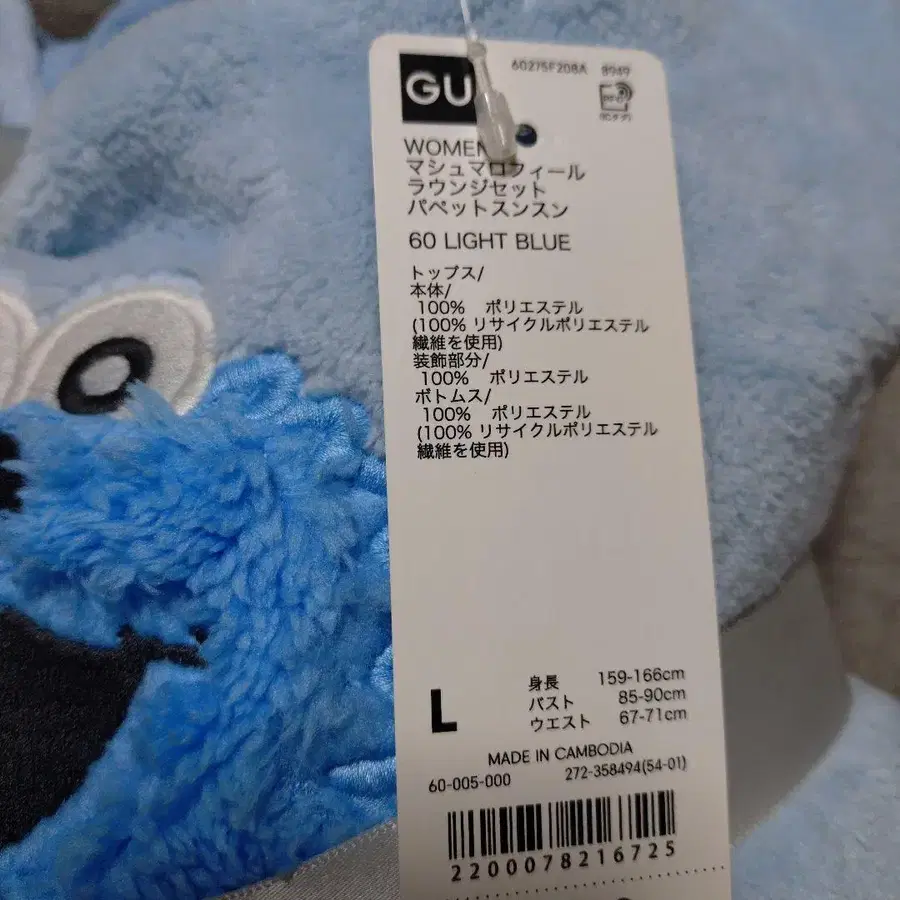 GU
60275F208A 8949
WOMEN
マシュマロフィール
ラウンジセット
パペットスンスン
60 LIGHT BLUE
トップス/
本体/
100% ポリエステル
(100% リサイクルポリエステル
繊維を使用)
装飾部分/
100% ポリエステル
ボトムス/
100% ポリエステル
(100% リサイクルポリエステル
繊維を使用)
L
身長 159-166cm
バスト 85-90cm
ウエスト 67-71cm
MADE IN CAMBODIA
60-005-000 272-358494(54-01)
2200078216725